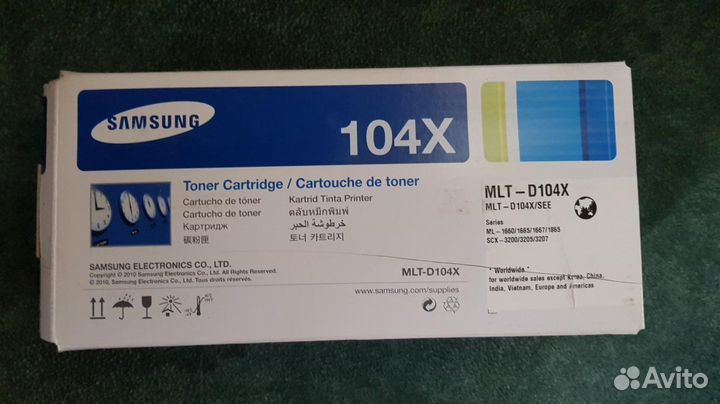 SAMSUNG
104X
Toner Cartridge / Cartouche de toner
Cartucho de tóner
Kartrid Tinta Printer
Cartucho de toner
ตลับหมึกพิมพ์
Картридж
خرطوشة الحبر
碳粉匣
토너 카트리지
SAMSUNG ELECTRONICS CO., LTD.
Copyright © 2010 Samsung Electronics Co., Ltd. All Rights Reserved.
© 2010, Samsung Electronics Co., Ltd. Tous droits réservés.
MLT-D104X
www.samsung.com/supplies
MLT-D104X
MLT-D104X/SEE
Series
ML-1660/1665/1667/1865
SCX-3200/3205/3207
* Worldwide *
for worldwide sales except Korea, China,
India, Vietnam, Europe and Americas
Avito